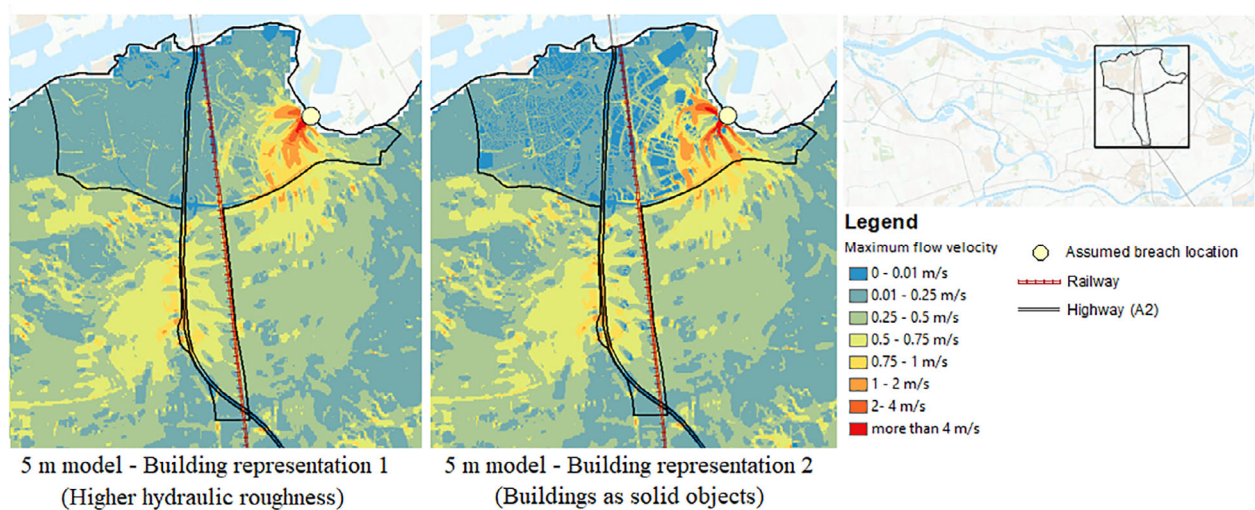 Legend
Maximum flow velocity
0 - 0.01 m/s
0.01 - 0.25 m/s
0.25 - 0.5 m/s
0.5 - 0.75 m/s
0.75 - 1 m/s
1 - 2 m/s
2- 4 m/s
more than 4 m/s
Assumed breach location
Railway
Highway (A2)
5 m model - Building representation 1
(Higher hydraulic roughness)
5 m model - Building representation 2
(Buildings as solid objects)